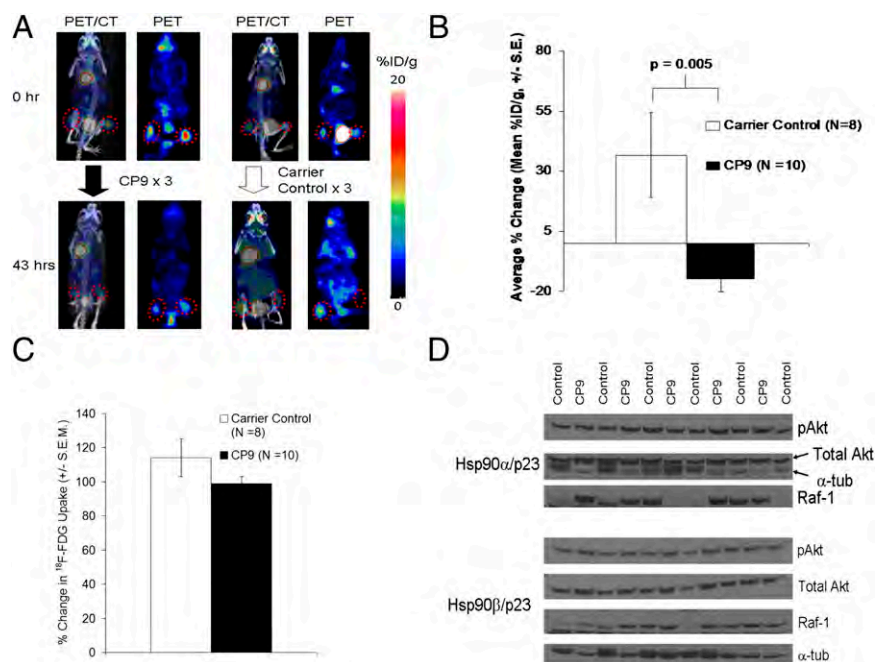 A
PET/CT PET PET/CT PET
%ID/g
20
0 hr
CP9 x 3
Carrier
Control x 3
43 hrs
0
B
80
55
30
5
-20
Average % Change (Mean %ID/g, +/- S.E.)
p = 0.005
Carrier Control (N=8)
CP9 (N =10)
C
140
120
100
80
60
40
20
0
% Change in ¹⁸F-FDG Upake (+/- S.E.M.)
Carrier Control
(N =8)
CP9 (N =10)
D
Control CP9 Control CP9 Control CP9 Control CP9 Control CP9 Control
Hsp90α/p23
pAkt
Total Akt
α-tub
Raf-1
Hsp90β/p23
pAkt
Total Akt
Raf-1
α-tub